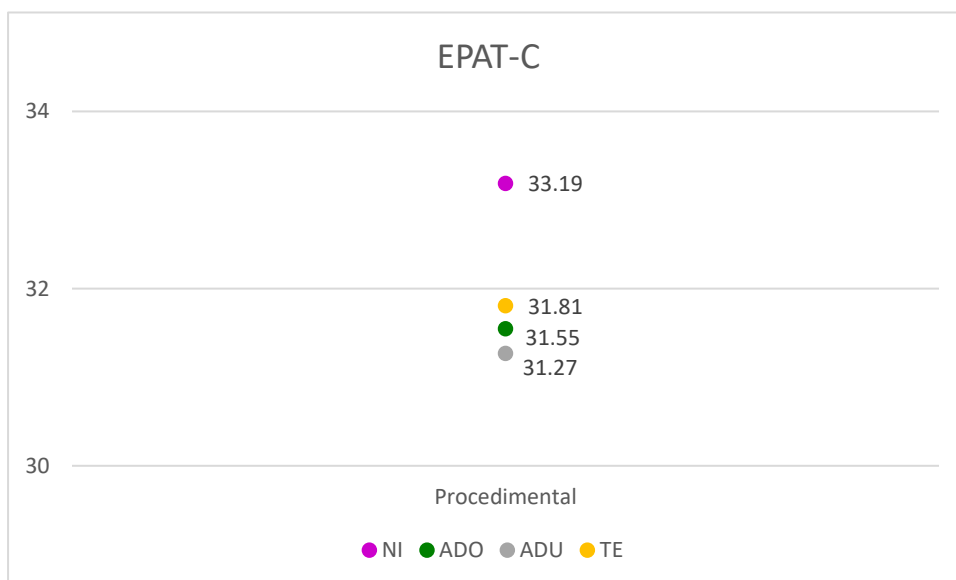 EPAT-C
34
33.19
32
31.81
31.55
31.27
30
Procedimental
NI ADO ADU TE